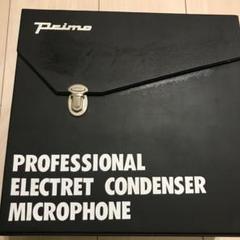 Primo
PROFESSIONAL
ELECTRET CONDENSER
MICROPHONE